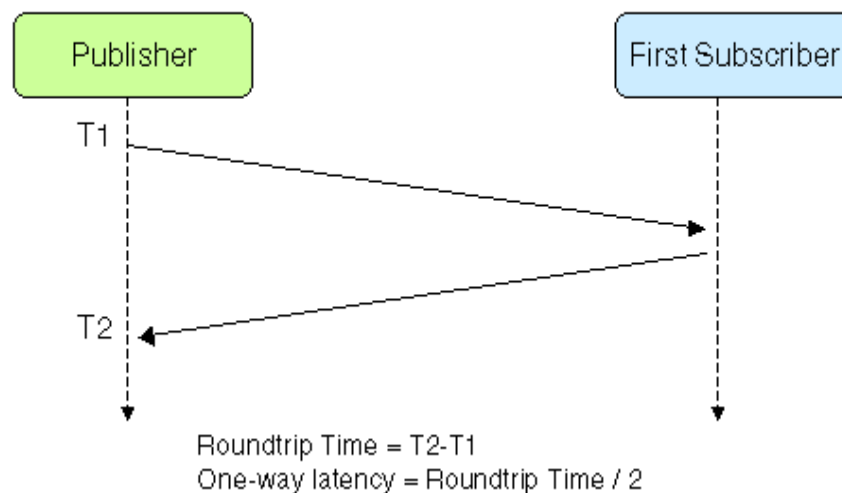 Publisher
First Subscriber
T1
T2
Roundtrip Time = T2-T1
One-way latency = Roundtrip Time / 2